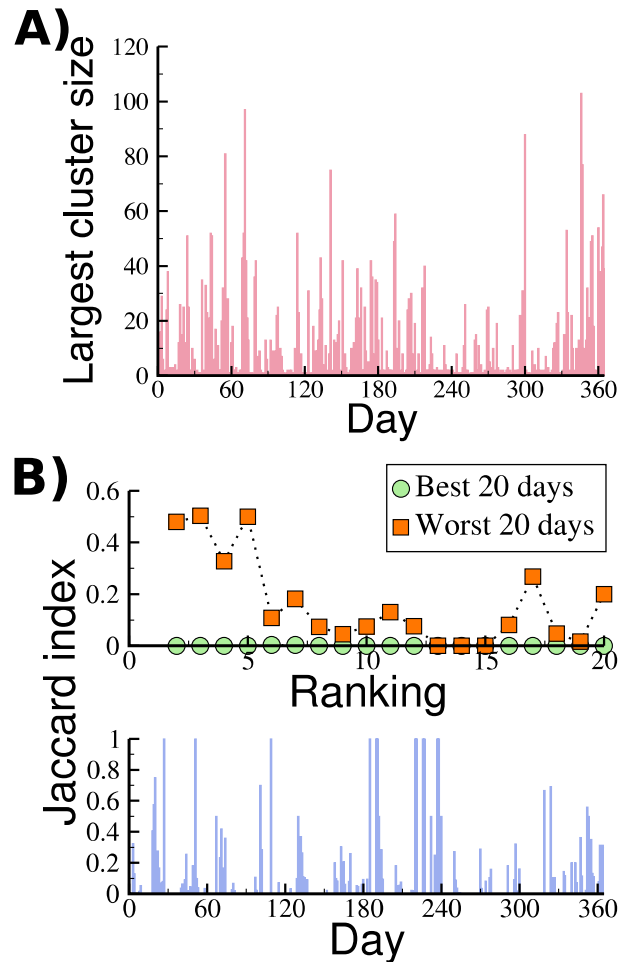 A)
Largest cluster size
120
100
80
60
40
20
0
0 60 120 180 240 300 360
Day
B)
Jaccard index
Best 20 days
Worst 20 days
0.6
0.4
0.2
0
0 5 10 15 20
Ranking
1
0.8
0.6
0.4
0.2
0
0 60 120 180 240 300 360
Day